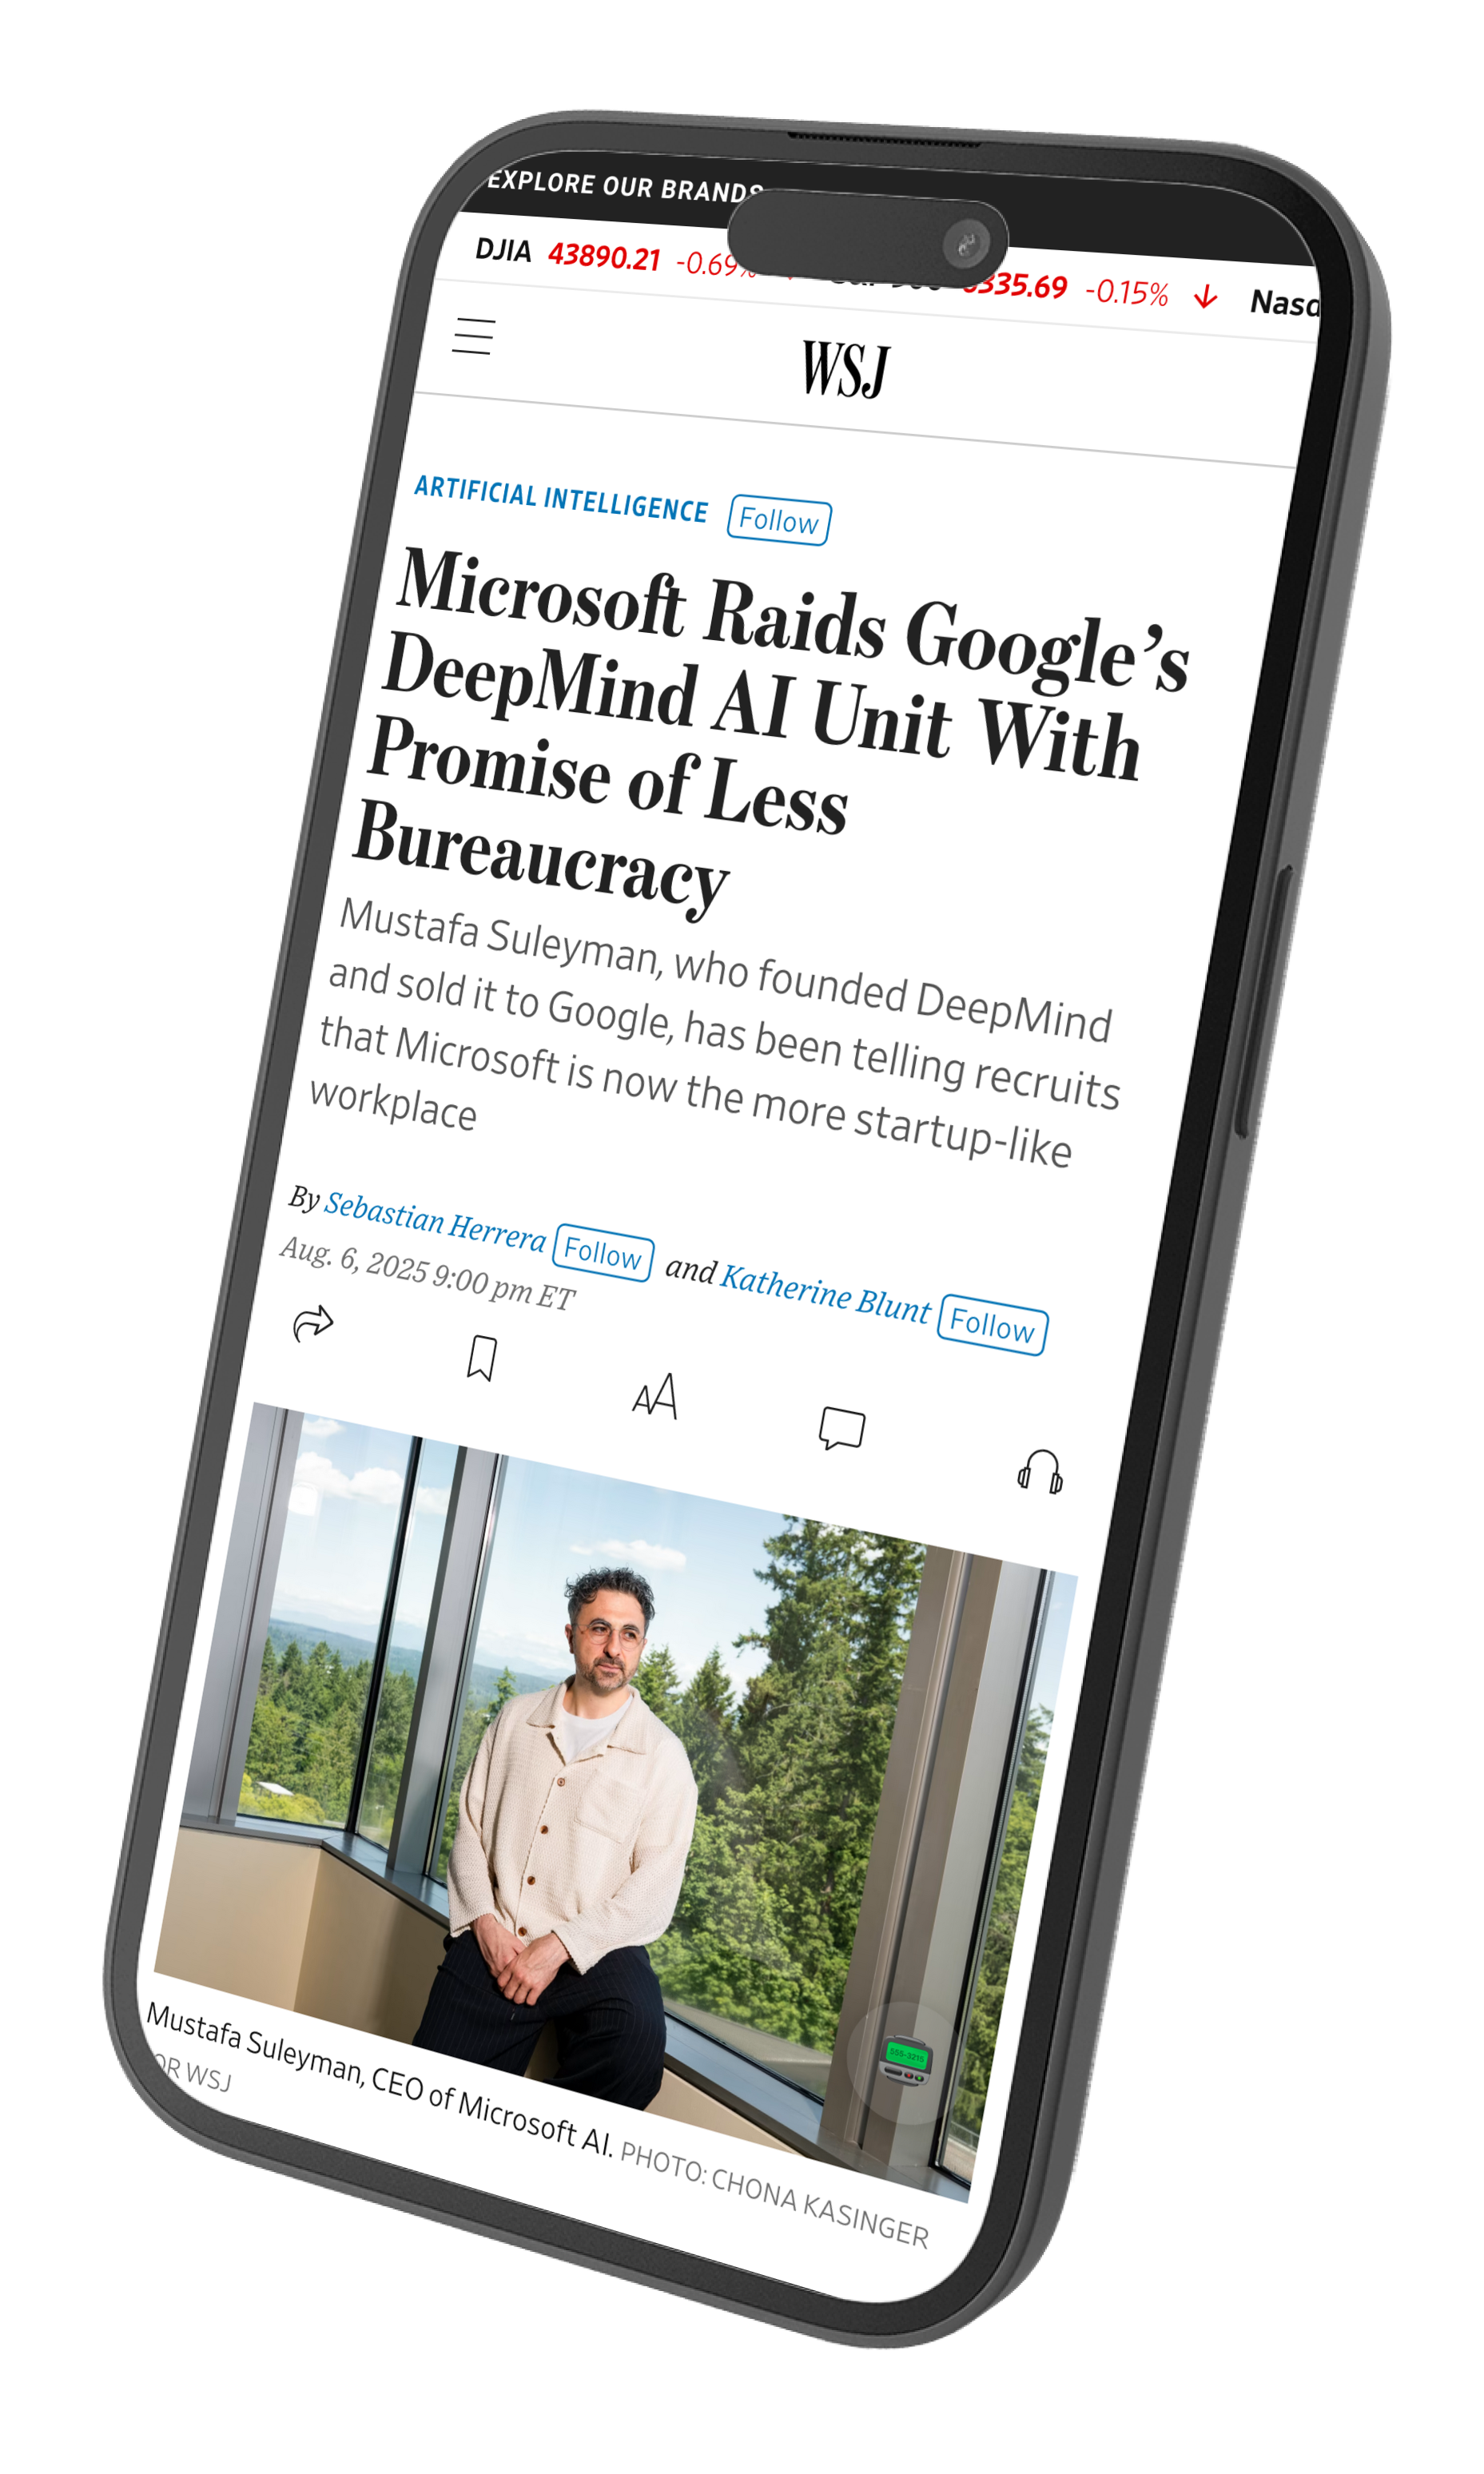 EXPLORE OUR BRANDS
DJIA 43890.21 -0.69% 335.69 -0.15% Nasd
WSJ
ARTIFICIAL INTELLIGENCE Follow
Microsoft Raids Google’s
DeepMind AI Unit With
Promise of Less
Bureaucracy
Mustafa Suleyman, who founded DeepMind
and sold it to Google, has been telling recruits
that Microsoft is now the more startup-like
workplace
By Sebastian Herrera Follow and Katherine Blunt Follow
Aug. 6, 2025 9:00 pm ET
AA
Mustafa Suleyman, CEO of Microsoft AI. PHOTO: CHONA KASINGER
OR WSJ